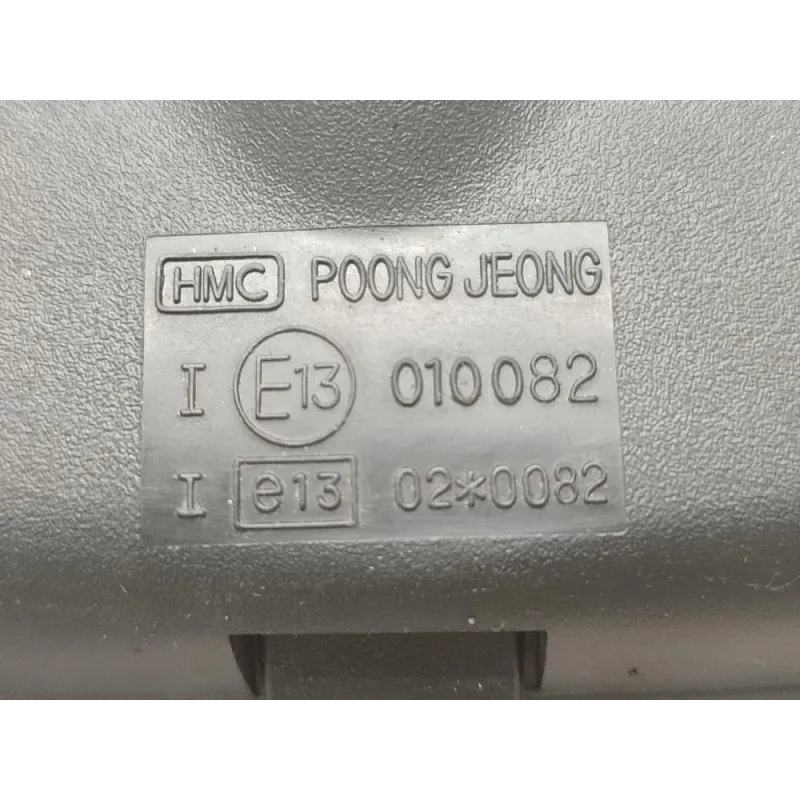 HMC POONG JEONG
I E13 010082
I e13 02*0082